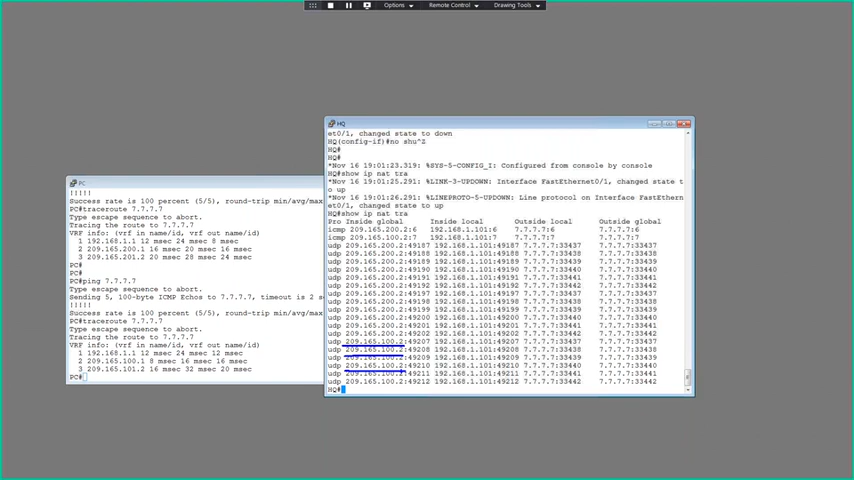 Options
Remote Control
Drawing Tools
HQ
et0/1, changed state to down
HQ(config-if)#no shu^Z
HQ#
HQ#
*Nov 16 19:01:23.319: %SYS-5-CONFIG_I: Configured from console by console
HQ#show ip nat tra
*Nov 16 19:01:25.291: %LINK-3-UPDOWN: Interface FastEthernet0/1, changed state t
o up
*Nov 16 19:01:26.291: %LINEPROTO-5-UPDOWN: Line protocol on Interface FastEthern
et0/1, changed state to up
HQ#show ip nat tra
Pro Inside global Inside local Outside local Outside global
icmp 209.165.200.2:6 192.168.1.101:6 7.7.7.7:6 7.7.7.7:6
icmp 209.165.100.2:7 192.168.1.101:7 7.7.7.7:7 7.7.7.7:7
udp 209.165.200.2:49187 192.168.1.101:49187 7.7.7.7:33437 7.7.7.7:33437
udp 209.165.200.2:49188 192.168.1.101:49188 7.7.7.7:33438 7.7.7.7:33438
udp 209.165.200.2:49189 192.168.1.101:49189 7.7.7.7:33439 7.7.7.7:33439
udp 209.165.200.2:49190 192.168.1.101:49190 7.7.7.7:33440 7.7.7.7:33440
udp 209.165.200.2:49191 192.168.1.101:49191 7.7.7.7:33441 7.7.7.7:33441
udp 209.165.200.2:49192 192.168.1.101:49192 7.7.7.7:33442 7.7.7.7:33442
udp 209.165.200.2:49197 192.168.1.101:49197 7.7.7.7:33437 7.7.7.7:33437
udp 209.165.200.2:49198 192.168.1.101:49198 7.7.7.7:33438 7.7.7.7:33438
udp 209.165.200.2:49199 192.168.1.101:49199 7.7.7.7:33439 7.7.7.7:33439
udp 209.165.200.2:49200 192.168.1.101:49200 7.7.7.7:33440 7.7.7.7:33440
udp 209.165.200.2:49201 192.168.1.101:49201 7.7.7.7:33441 7.7.7.7:33441
udp 209.165.200.2:49202 192.168.1.101:49202 7.7.7.7:33442 7.7.7.7:33442
udp 209.165.100.2:49207 192.168.1.101:49207 7.7.7.7:33437 7.7.7.7:33437
udp 209.165.100.2:49208 192.168.1.101:49208 7.7.7.7:33438 7.7.7.7:33438
udp 209.165.100.2:49209 192.168.1.101:49209 7.7.7.7:33439 7.7.7.7:33439
udp 209.165.100.2:49210 192.168.1.101:49210 7.7.7.7:33440 7.7.7.7:33440
udp 209.165.100.2:49211 192.168.1.101:49211 7.7.7.7:33441 7.7.7.7:33441
udp 209.165.100.2:49212 192.168.1.101:49212 7.7.7.7:33442 7.7.7.7:33442
HQ#
PC
!!!!!
Success rate is 100 percent (5/5), round-trip min/avg/max
PC#traceroute 7.7.7.7
Type escape sequence to abort.
Tracing the route to 7.7.7.7
VRF info: (vrf in name/id, vrf out name/id)
1 192.168.1.1 12 msec 24 msec 8 msec
2 209.165.200.1 16 msec 20 msec 16 msec
3 209.165.201.2 20 msec 28 msec 24 msec
PC#
PC#
PC#ping 7.7.7.7
Type escape sequence to abort.
Sending 5, 100-byte ICMP Echos to 7.7.7.7, timeout is 2 s
!!!!!
Success rate is 100 percent (5/5), round-trip min/avg/max
PC#traceroute 7.7.7.7
Type escape sequence to abort.
Tracing the route to 7.7.7.7
VRF info: (vrf in name/id, vrf out name/id)
1 192.168.1.1 12 msec 24 msec 12 msec
2 209.165.100.1 8 msec 16 msec 16 msec
3 209.165.101.2 16 msec 32 msec 20 msec
PC#